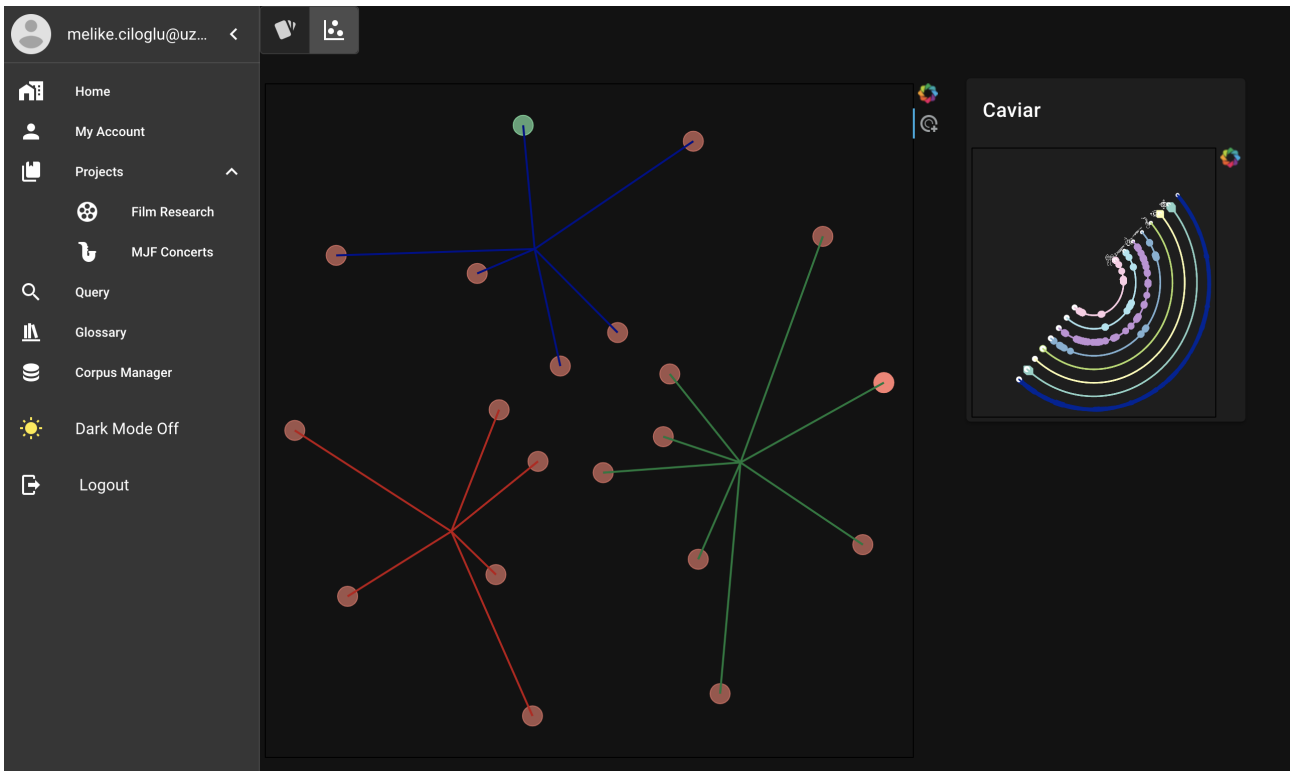 melike.ciloglu@uz...
Home
My Account
Projects
Film Research
MJF Concerts
Query
Glossary
Corpus Manager
Dark Mode Off
Logout
Caviar